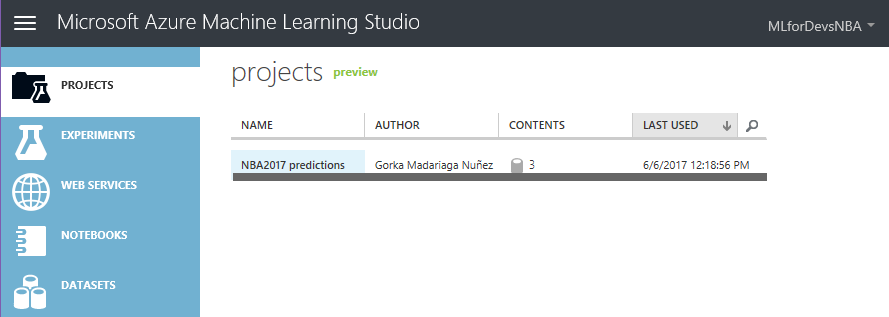 Microsoft Azure Machine Learning Studio
MLforDevsNBA
PROJECTS
EXPERIMENTS
WEB SERVICES
NOTEBOOKS
DATASETS
projects preview
NAME AUTHOR CONTENTS LAST USED
NBA2017 predictions Gorka Madariaga Nuñez 3 6/6/2017 12:18:56 PM